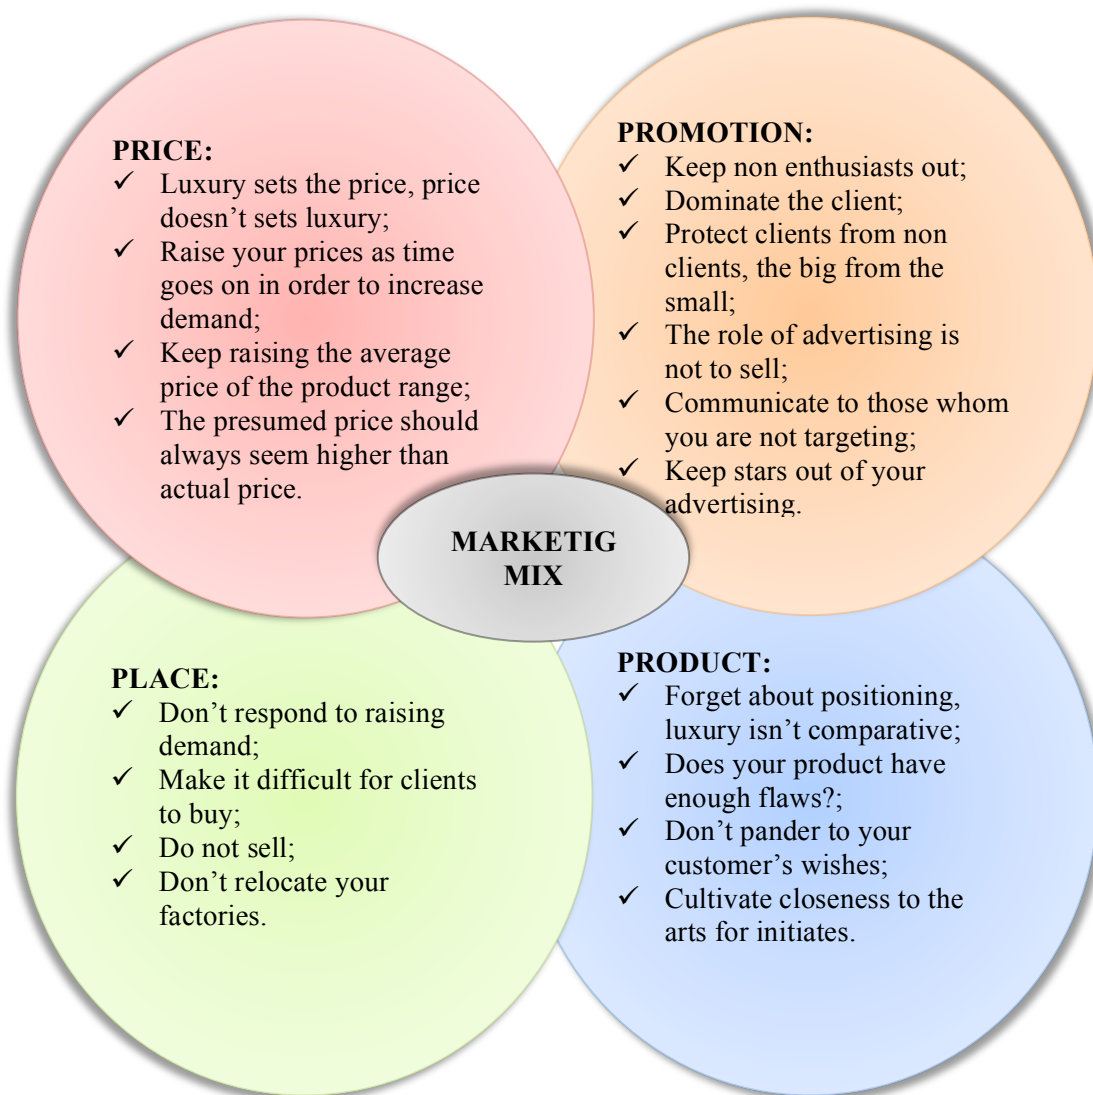 PRICE:
✓ Luxury sets the price, price
doesn’t sets luxury;
✓ Raise your prices as time
goes on in order to increase
demand;
✓ Keep raising the average
price of the product range;
✓ The presumed price should
always seem higher than
actual price.
PROMOTION:
✓ Keep non enthusiasts out;
✓ Dominate the client;
✓ Protect clients from non
clients, the big from the
small;
✓ The role of advertising is
not to sell;
✓ Communicate to those whom
you are not targeting;
✓ Keep stars out of your
advertising.
MARKETIG
MIX
PLACE:
✓ Don’t respond to raising
demand;
✓ Make it difficult for clients
to buy;
✓ Do not sell;
✓ Don’t relocate your
factories.
PRODUCT:
✓ Forget about positioning,
luxury isn’t comparative;
✓ Does your product have
enough flaws?;
✓ Don’t pander to your
customer’s wishes;
✓ Cultivate closeness to the
arts for initiates.